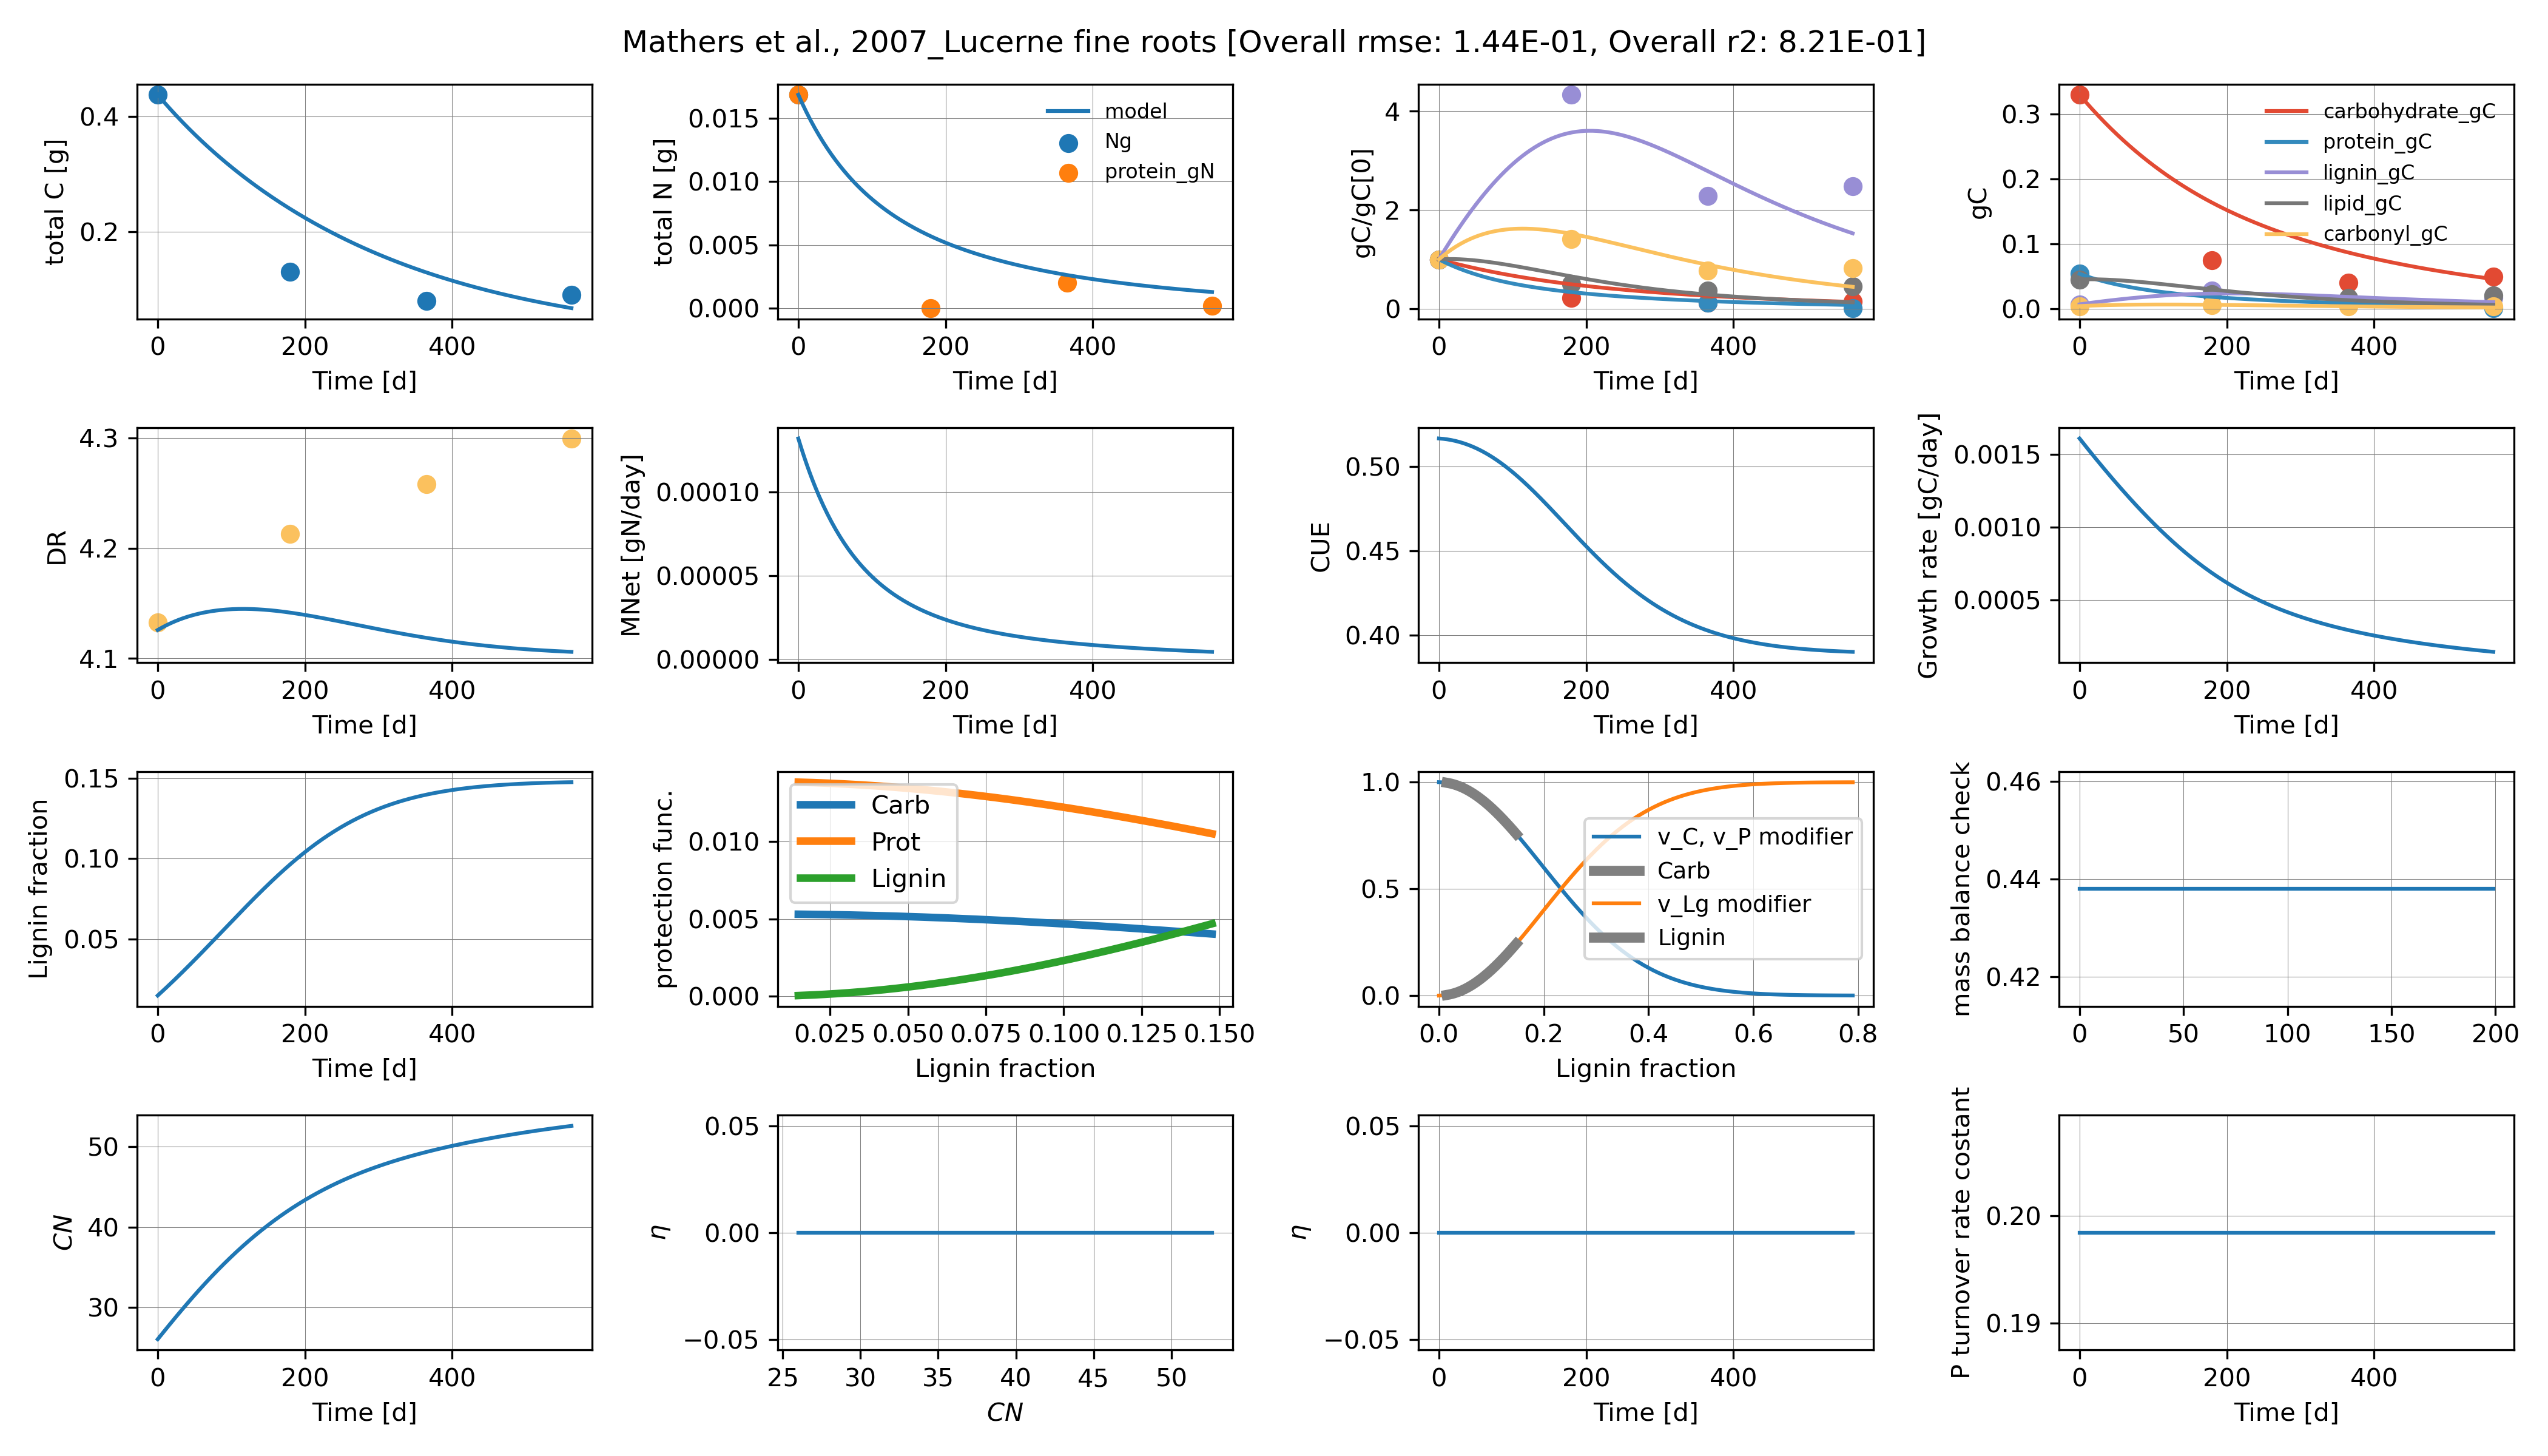 Mathers et al., 2007_Lucerne fine roots [Overall rmse: 1.44E-01, Overall r2: 8.21E-01]
total C [g]
0.4
0.2
0 200 400
Time [d]
total N [g]
0.015
0.010
0.005
0.000
model
Ng
protein_gN
0 200 400
Time [d]
gC/gC[0]
4
2
0
0 200 400
Time [d]
gC
0.3
0.2
0.1
0.0
carbohydrate_gC
protein_gC
lignin_gC
lipid_gC
carbonyl_gC
0 200 400
Time [d]
DR
4.3
4.2
4.1
0 200 400
Time [d]
MNet [gN/day]
0.00010
0.00005
0.00000
0 200 400
Time [d]
CUE
0.50
0.45
0.40
0 200 400
Time [d]
Growth rate [gC/day]
0.0015
0.0010
0.0005
0 200 400
Time [d]
Lignin fraction
0.15
0.10
0.05
0 200 400
Time [d]
protection func.
0.010
0.005
0.000
Carb
Prot
Lignin
0.025 0.050 0.075 0.100 0.125 0.150
Lignin fraction
1.0
0.5
0.0
v_C, v_P modifier
Carb
v_Lg modifier
Lignin
0.0 0.2 0.4 0.6 0.8
Lignin fraction
mass balance check
0.46
0.44
0.42
0 50 100 150 200
CN
50
40
30
0 200 400
Time [d]
η
0.05
0.00
−0.05
25 30 35 40 45 50
CN
η
0.05
0.00
−0.05
0 200 400
Time [d]
P turnover rate costant
0.20
0.19
0 200 400
Time [d]